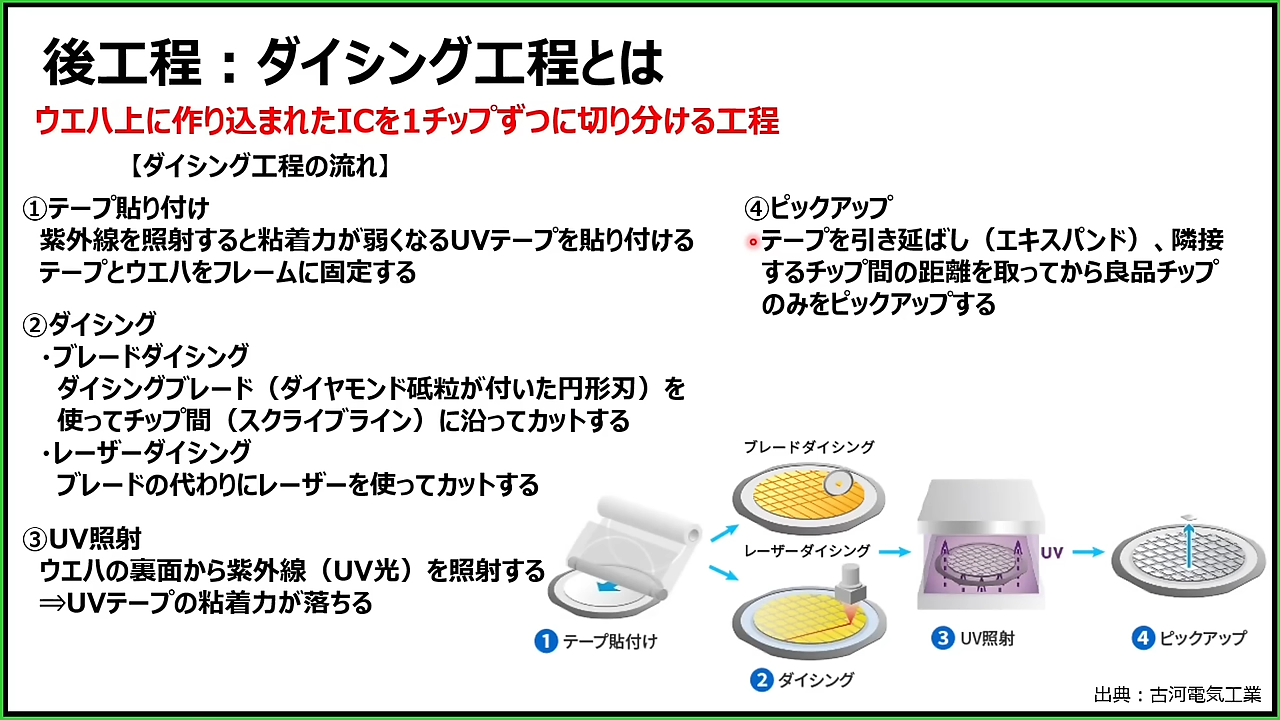 後工程：ダイシング工程とは
ウエハ上に作り込まれたICを1チップずつに切り分ける工程
【ダイシング工程の流れ】
①テープ貼り付け
紫外線を照射すると粘着力が弱くなるUVテープを貼り付ける
テープとウエハをフレームに固定する
②ダイシング
・ブレードダイシング
ダイシングブレード（ダイヤモンド砥粒が付いた円形刃）を
使ってチップ間（スクライブライン）に沿ってカットする
・レーザーダイシング
ブレードの代わりにレーザーを使ってカットする
③UV照射
ウエハの裏面から紫外線（UV光）を照射する
⇒UVテープの粘着力が落ちる
④ピックアップ
テープを引き延ばし（エキスパンド）、隣接
するチップ間の距離を取ってから良品チップ
のみをピックアップする
ブレードダイシング
レーザーダイシング
UV
1 テープ貼付け
2 ダイシング
3 UV照射
4 ピックアップ
出典：古河電気工業